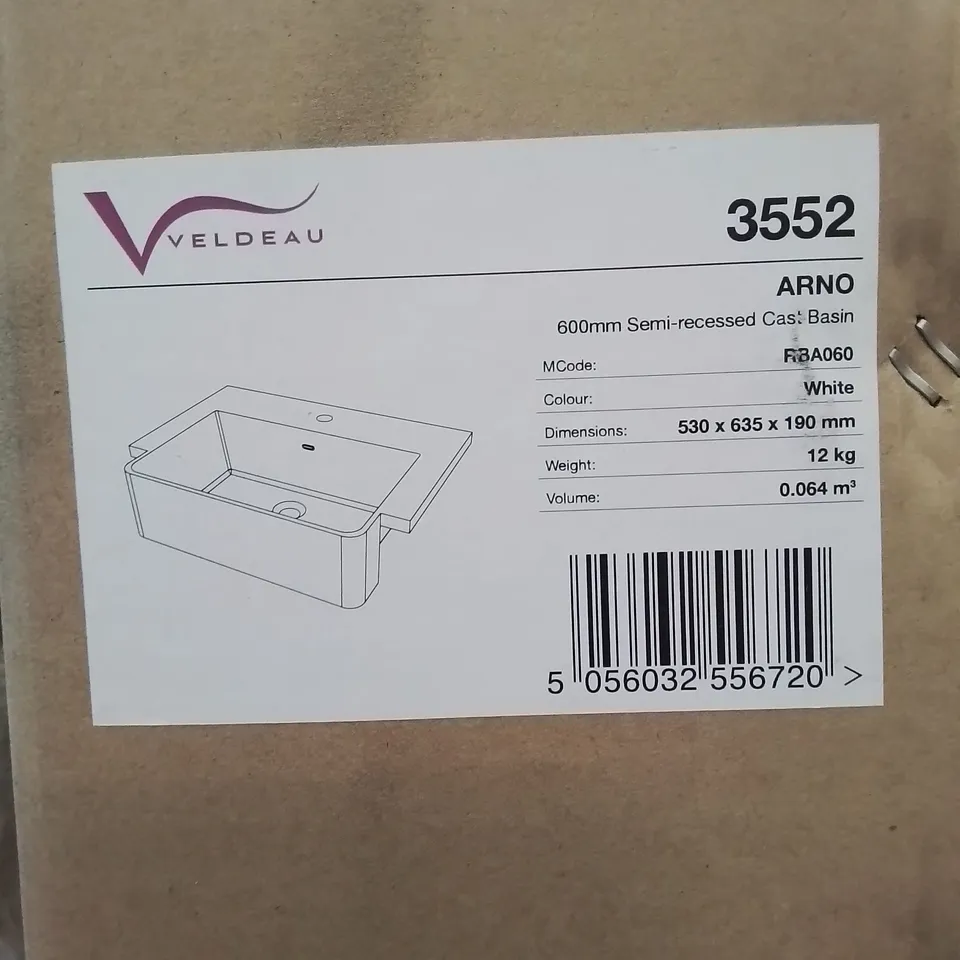 VELDEAU
3552
ARNO
600mm Semi-recessed Cast Basin
MCode: RBA060
Colour: White
Dimensions: 530 x 635 x 190 mm
Weight: 12 kg
Volume: 0.064 m³
5 056032 556720 >